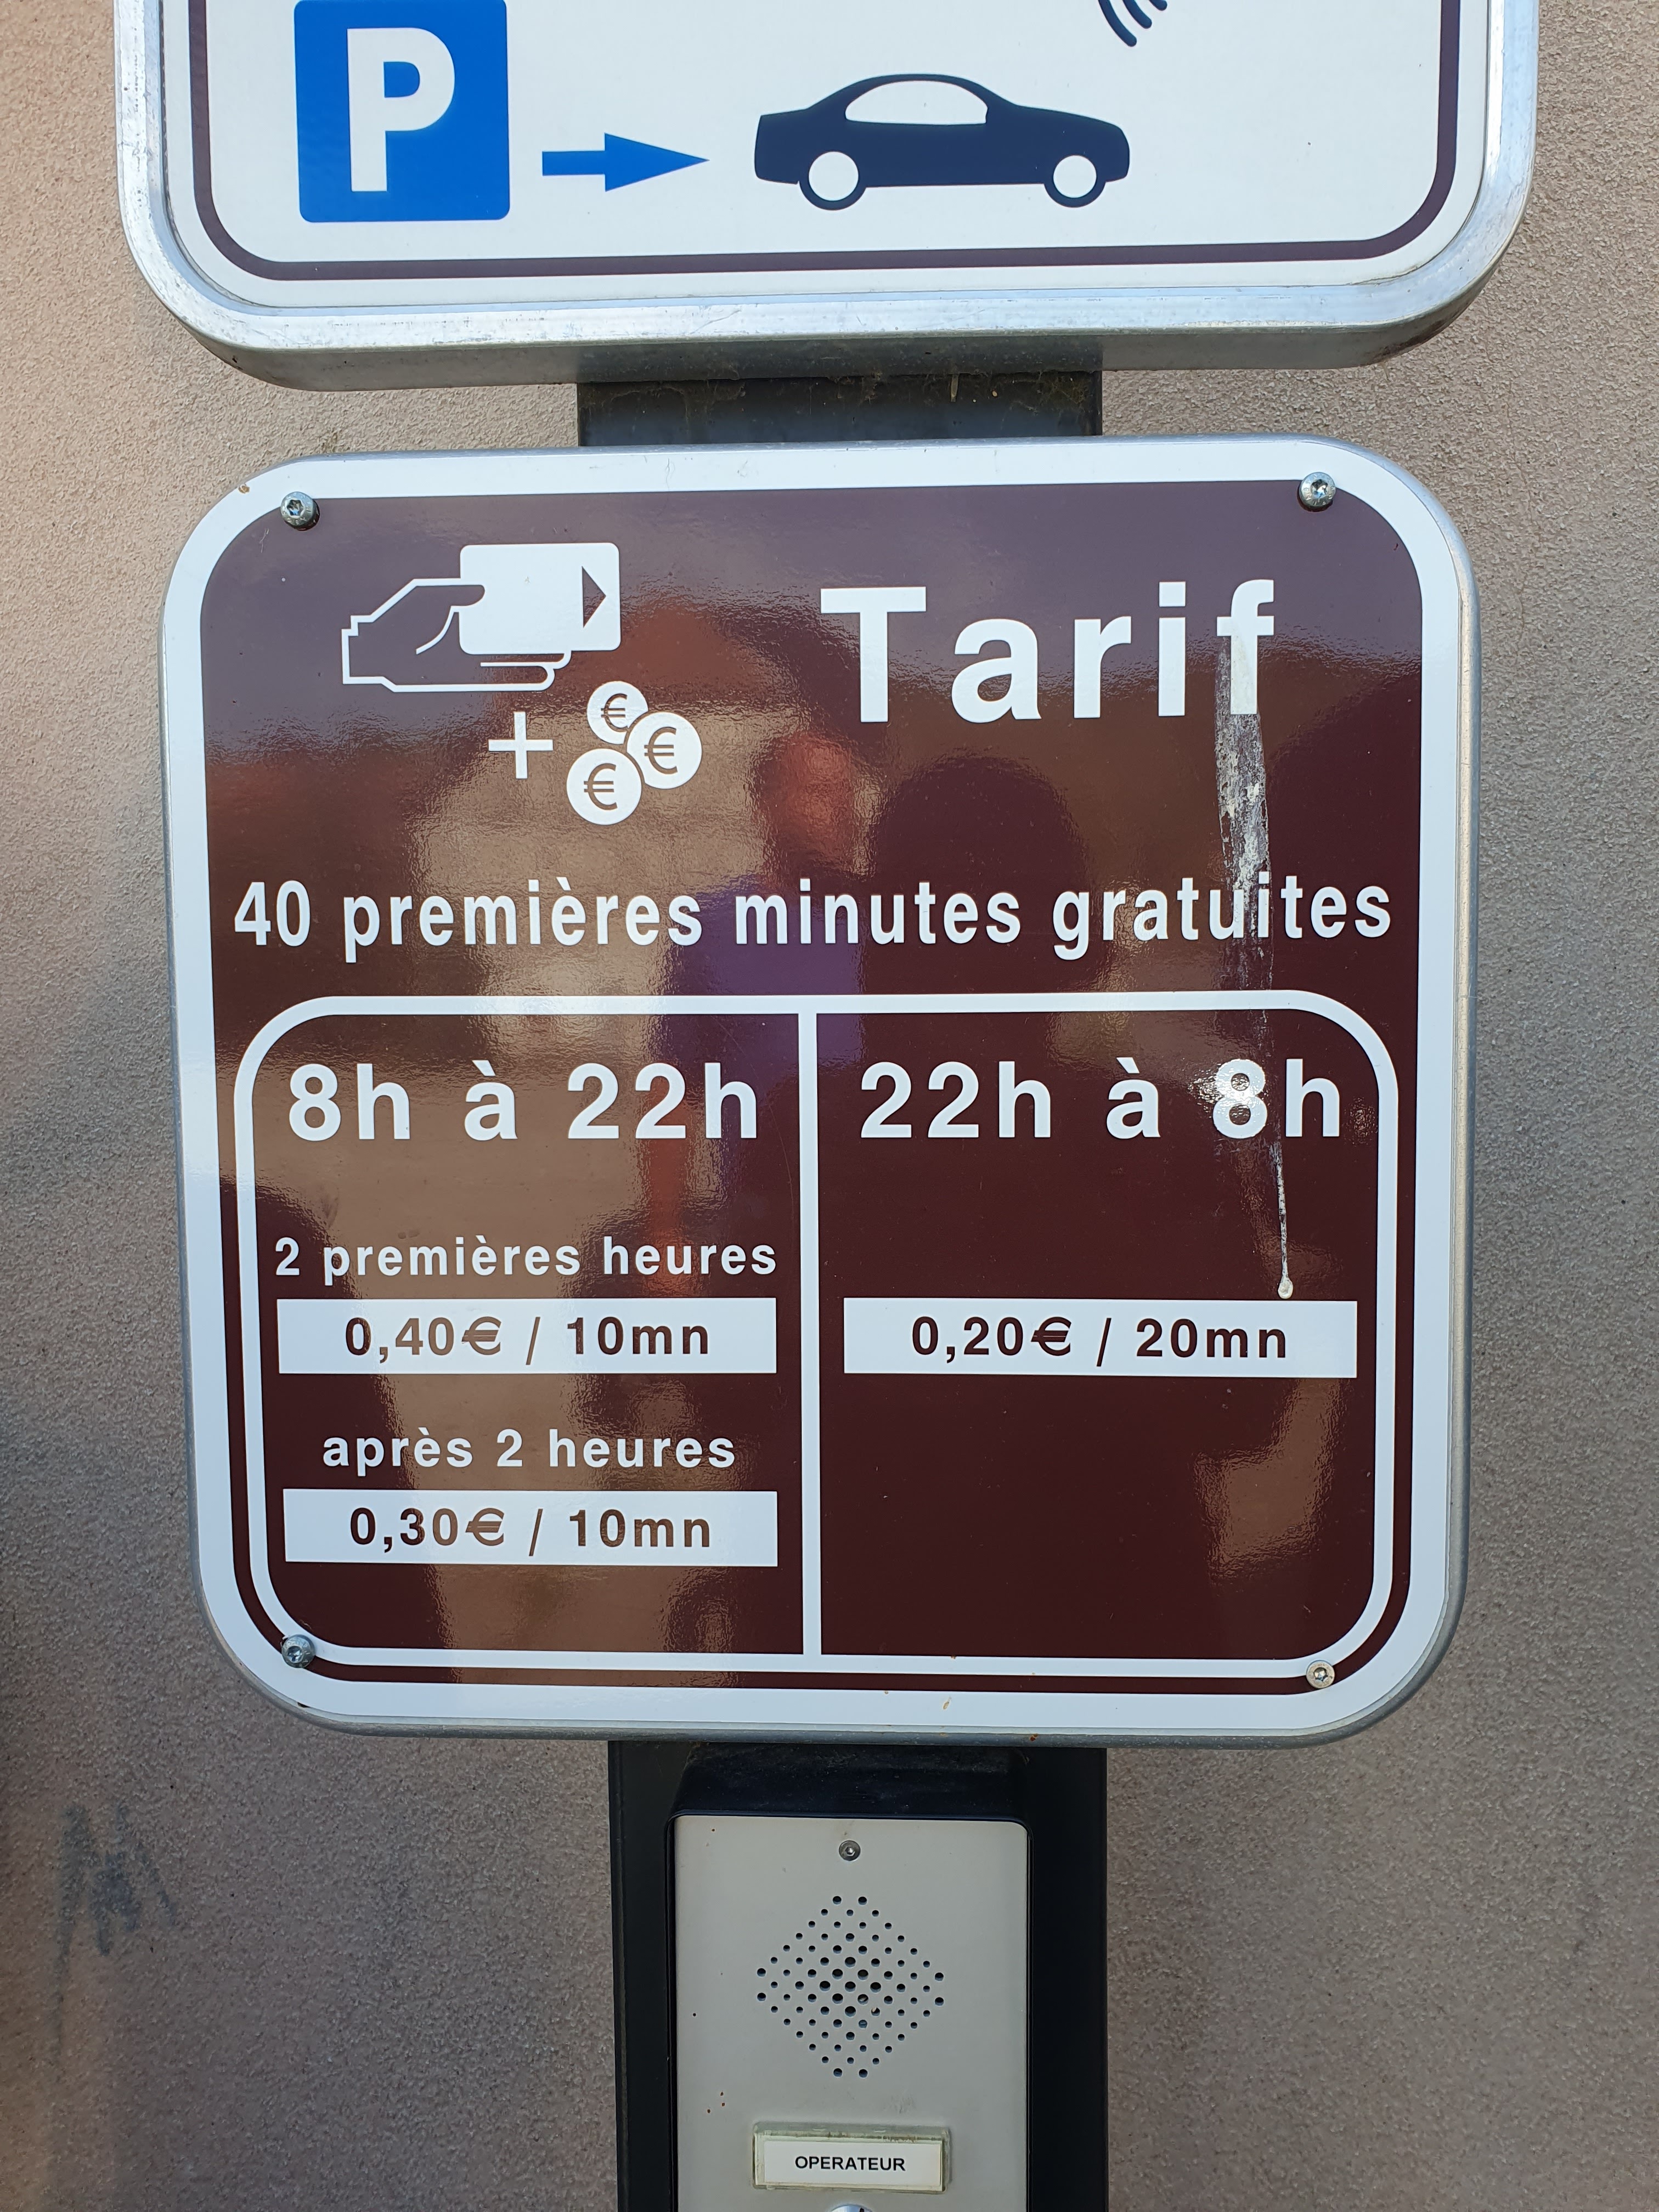 P
Tarif
+ € € €
40 premières minutes gratuites
8h à 22h
2 premières heures
0,40€ / 10mn
après 2 heures
0,30€ / 10mn
22h à 8h
0,20€ / 20mn
OPERATEUR